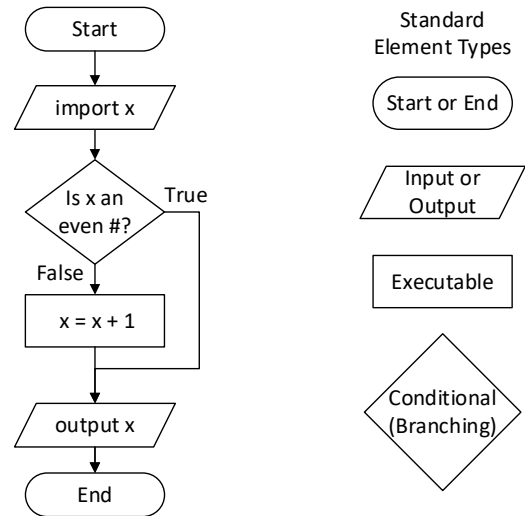 Start
import x
Is x an
even #?
True
False
x = x + 1
output x
End
Standard
Element Types
Start or End
Input or
Output
Executable
Conditional
(Branching)